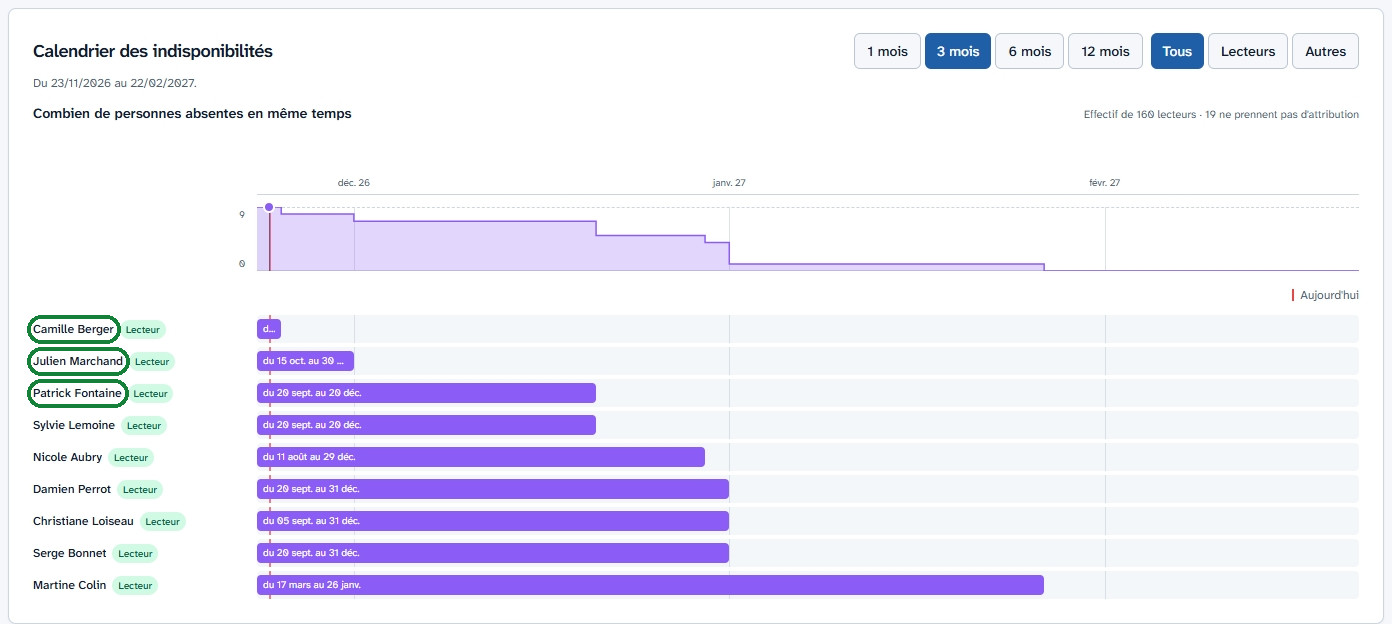 Calendrier des indisponibilités
1 mois 3 mois 6 mois 12 mois Tous Lecteurs Autres
Du 23/11/2026 au 22/02/2027.
Combien de personnes absentes en même temps
Effectif de 160 lecteurs · 19 ne prennent pas d'attribution
déc. 26 janv. 27 févr. 27
9
0
Aujourd'hui
Camille Berger Lecteur d...
Julien Marchand Lecteur du 15 oct. au 30 ...
Patrick Fontaine Lecteur du 20 sept. au 20 déc.
Sylvie Lemoine Lecteur du 20 sept. au 20 déc.
Nicole Aubry Lecteur du 11 août au 29 déc.
Damien Perrot Lecteur du 20 sept. au 31 déc.
Christiane Loiseau Lecteur du 05 sept. au 31 déc.
Serge Bonnet Lecteur du 20 sept. au 31 déc.
Martine Colin Lecteur du 17 mars au 26 janv.